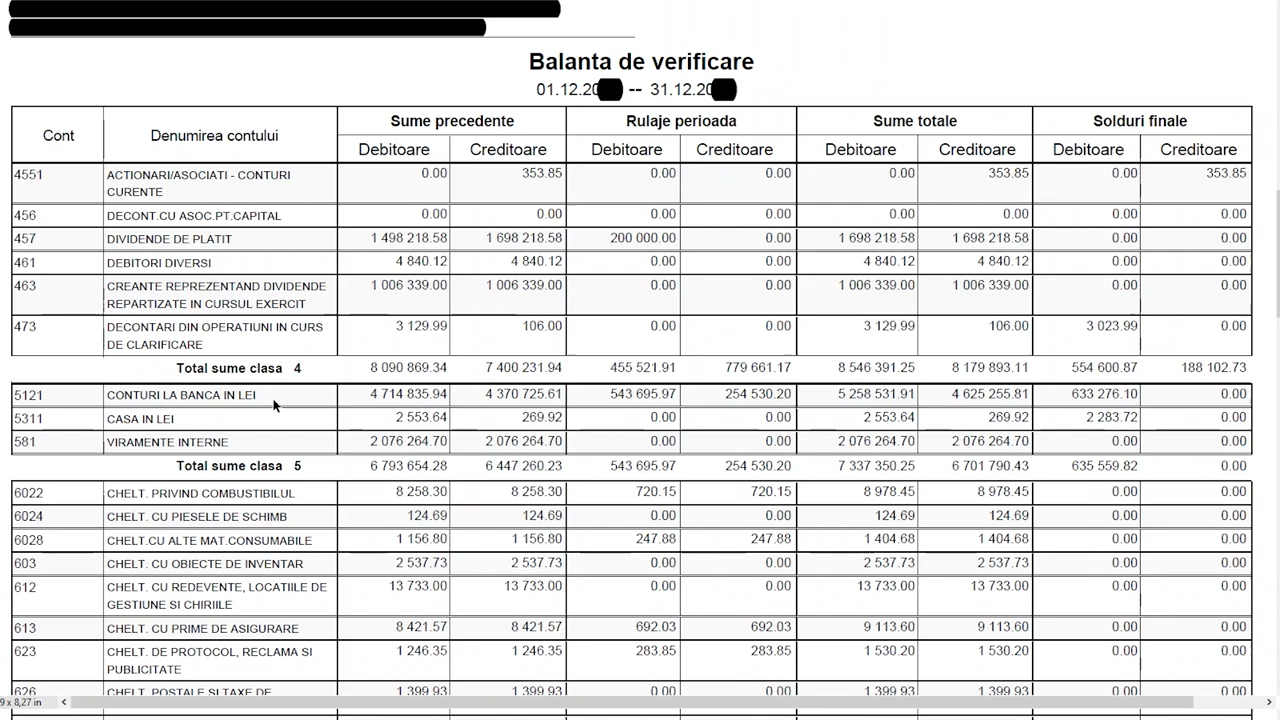 Balanta de verificare
01.12.20 -- 31.12.20
Cont Denumirea contului Sume precedente Rulaje perioada Sume totale Solduri finale
Debitoare Creditoare Debitoare Creditoare Debitoare Creditoare Debitoare Creditoare
4551 ACTIONARI/ASOCIATI - CONTURI 0.00 353.85 0.00 0.00 0.00 353.85 0.00 353.85
CURENTE
456 DECONT.CU ASOC.PT.CAPITAL 0.00 0.00 0.00 0.00 0.00 0.00 0.00 0.00
457 DIVIDENDE DE PLATIT 1 498 218.58 1 698 218.58 200 000.00 0.00 1 698 218.58 1 698 218.58 0.00 0.00
461 DEBITORI DIVERSI 4 840.12 4 840.12 0.00 0.00 4 840.12 4 840.12 0.00 0.00
463 CREANTE REPREZENTAND DIVIDENDE 1 006 339.00 1 006 339.00 0.00 0.00 1 006 339.00 1 006 339.00 0.00 0.00
REPARTIZATE IN CURSUL EXERCIT
473 DECONTARI DIN OPERATIUNI IN CURS 3 129.99 106.00 0.00 0.00 3 129.99 106.00 3 023.99 0.00
DE CLARIFICARE
Total sume clasa 4 8 090 869.34 7 400 231.94 455 521.91 779 661.17 8 546 391.25 8 179 893.11 554 600.87 188 102.73
5121 CONTURI LA BANCA IN LEI 4 714 835.94 4 370 725.61 543 695.97 254 530.20 5 258 531.91 4 625 255.81 633 276.10 0.00
5311 CASA IN LEI 2 553.64 269.92 0.00 0.00 2 553.64 269.92 2 283.72 0.00
581 VIRAMENTE INTERNE 2 076 264.70 2 076 264.70 0.00 0.00 2 076 264.70 2 076 264.70 0.00 0.00
Total sume clasa 5 6 793 654.28 6 447 260.23 543 695.97 254 530.20 7 337 350.25 6 701 790.43 635 559.82 0.00
6022 CHELT. PRIVIND COMBUSTIBILUL 8 258.30 8 258.30 720.15 720.15 8 978.45 8 978.45 0.00 0.00
6024 CHELT. CU PIESELE DE SCHIMB 124.69 124.69 0.00 0.00 124.69 124.69 0.00 0.00
6028 CHELT.CU ALTE MAT.CONSUMABILE 1 156.80 1 156.80 247.88 247.88 1 404.68 1 404.68 0.00 0.00
603 CHELT. CU OBIECTE DE INVENTAR 2 537.73 2 537.73 0.00 0.00 2 537.73 2 537.73 0.00 0.00
612 CHELT. CU REDEVENTE, LOCATIILE DE 13 733.00 13 733.00 0.00 0.00 13 733.00 13 733.00 0.00 0.00
GESTIUNE SI CHIRIILE
613 CHELT. CU PRIME DE ASIGURARE 8 421.57 8 421.57 692.03 692.03 9 113.60 9 113.60 0.00 0.00
623 CHELT. DE PROTOCOL, RECLAMA SI 1 246.35 1 246.35 283.85 283.85 1 530.20 1 530.20 0.00 0.00
PUBLICITATE
626 CHELT. POSTALE SI TAXE DE 1 399.93 1 399.93 0.00 0.00 1 399.93 1 399.93 0.00 0.00
9 x 8,27 in